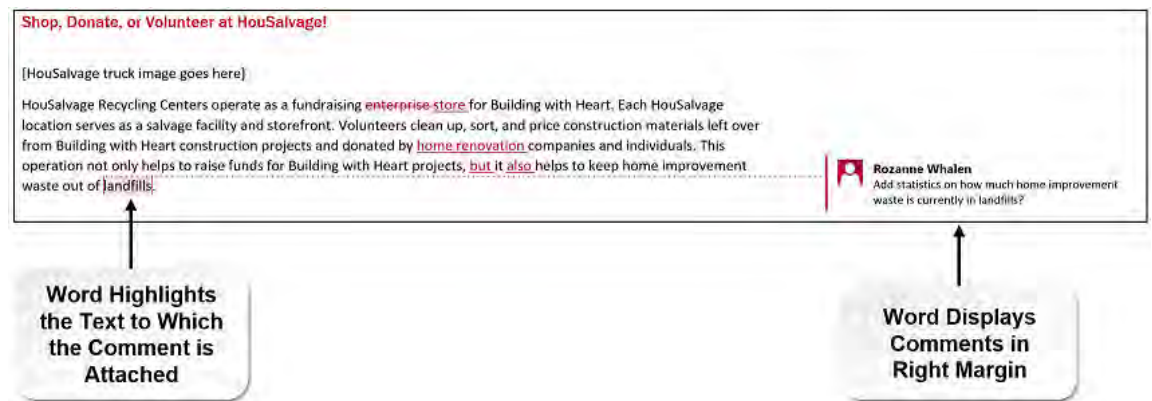 Shop, Donate, or Volunteer at HouSalvage!
[HouSalvage truck image goes here]
HouSalvage Recycling Centers operate as a fundraising enterprise store for Building with Heart. Each HouSalvage
location serves as a salvage facility and storefront. Volunteers clean up, sort, and price construction materials left over
from Building with Heart construction projects and donated by home renovation companies and individuals. This
operation not only helps to raise funds for Building with Heart projects, but it also helps to keep home improvement
waste out of landfills.
Rozanne Whalen
Add statistics on how much home improvement
waste is currently in landfills?
Word Highlights
the Text to Which
the Comment is
Attached
Word Displays
Comments in
Right Margin